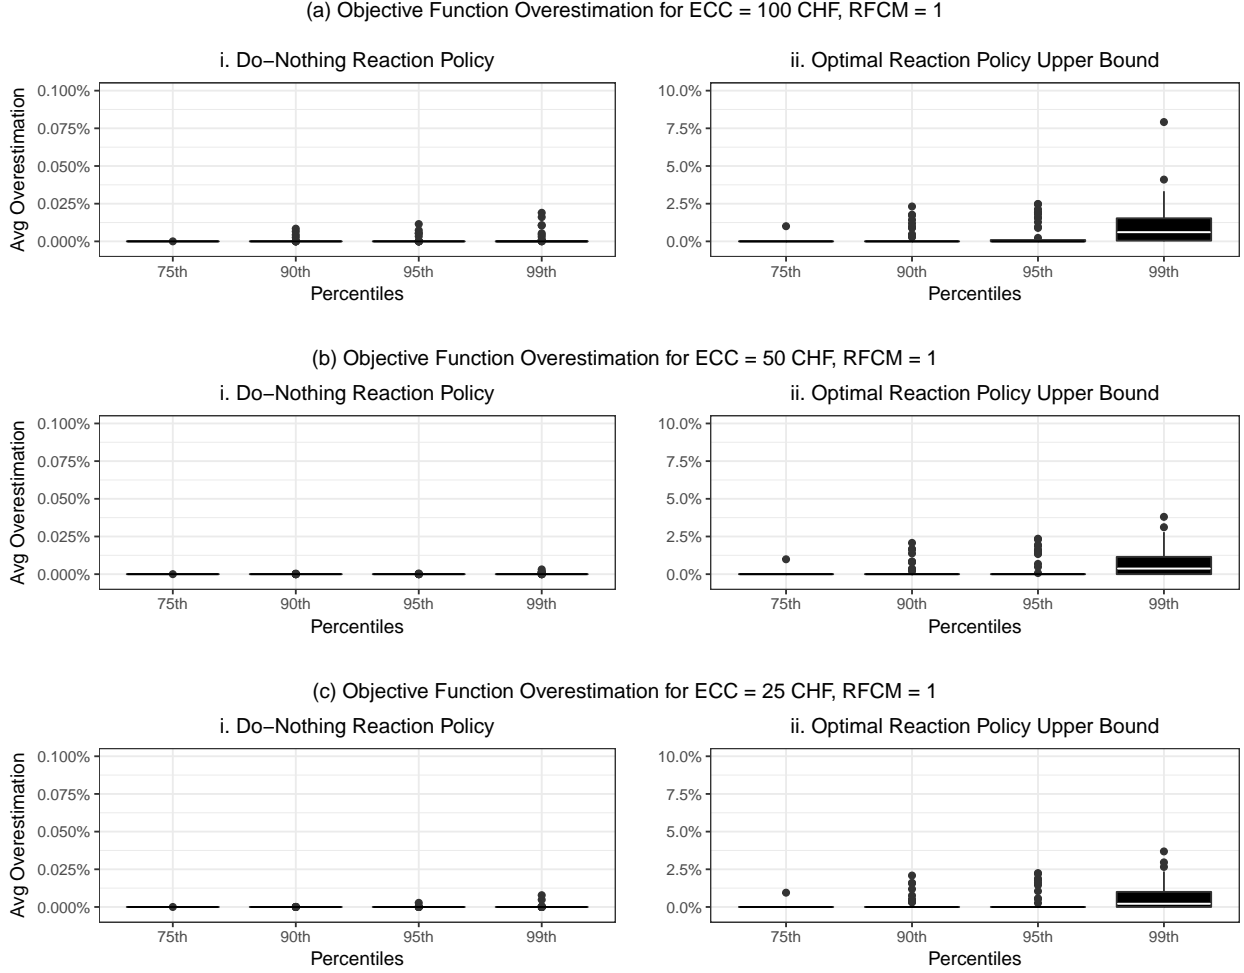 (a) Objective Function Overestimation for ECC = 100 CHF, RFCM = 1
i. Do−Nothing Reaction Policy
Avg Overestimation
0.100%
0.075%
0.050%
0.025%
0.000%
75th 90th 95th 99th
Percentiles
ii. Optimal Reaction Policy Upper Bound
10.0%
7.5%
5.0%
2.5%
0.0%
75th 90th 95th 99th
Percentiles
(b) Objective Function Overestimation for ECC = 50 CHF, RFCM = 1
i. Do−Nothing Reaction Policy
Avg Overestimation
0.100%
0.075%
0.050%
0.025%
0.000%
75th 90th 95th 99th
Percentiles
ii. Optimal Reaction Policy Upper Bound
10.0%
7.5%
5.0%
2.5%
0.0%
75th 90th 95th 99th
Percentiles
(c) Objective Function Overestimation for ECC = 25 CHF, RFCM = 1
i. Do−Nothing Reaction Policy
Avg Overestimation
0.100%
0.075%
0.050%
0.025%
0.000%
75th 90th 95th 99th
Percentiles
ii. Optimal Reaction Policy Upper Bound
10.0%
7.5%
5.0%
2.5%
0.0%
75th 90th 95th 99th
Percentiles